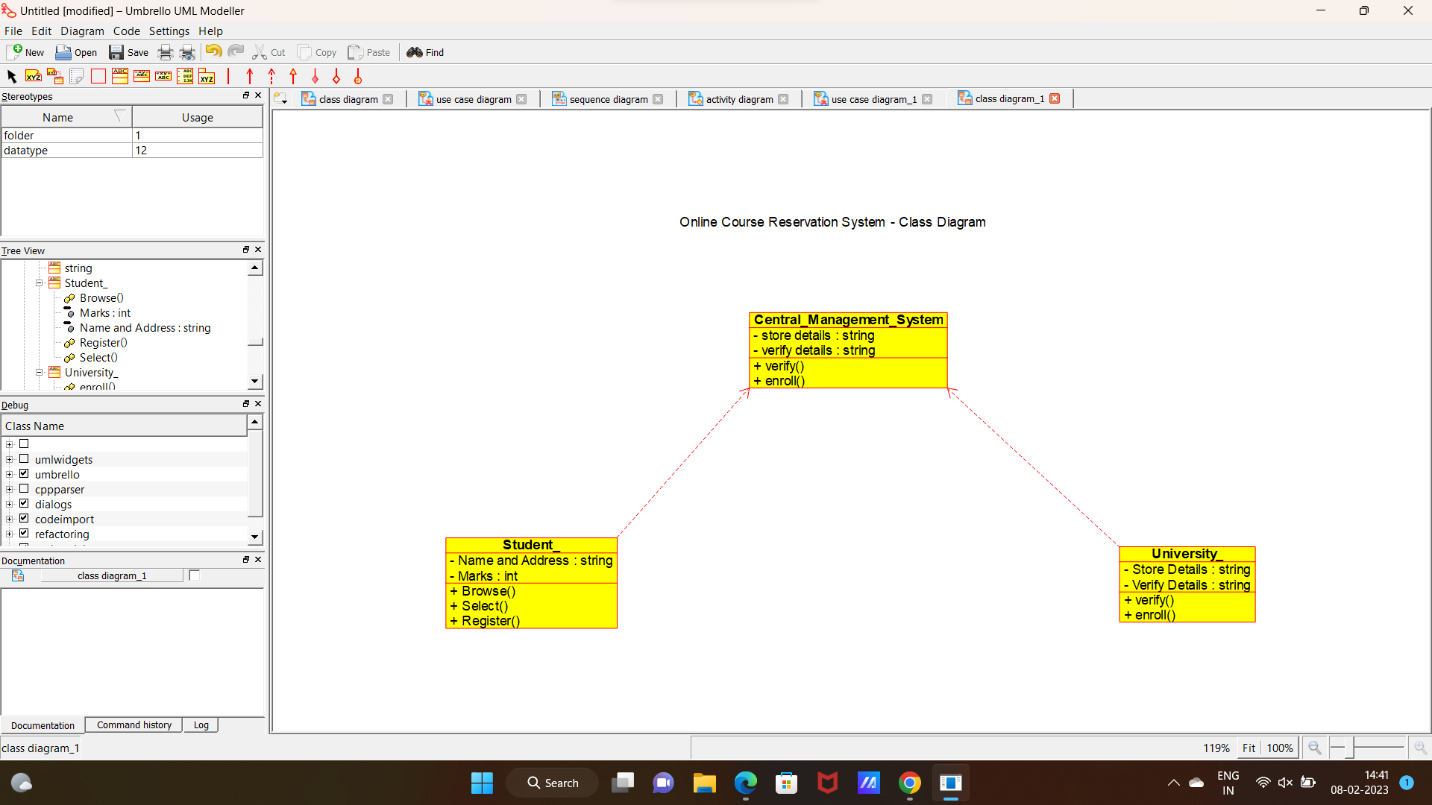 Untitled [modified] – Umbrello UML Modeller
File Edit Diagram Code Settings Help
New Open Save Cut Copy Paste Find
Stereotypes
class diagram use case diagram sequence diagram activity diagram use case diagram_1 class diagram_1
Name Usage
folder 1
datatype 12
Online Course Reservation System - Class Diagram
Tree View
string
Student_
Browse()
Marks : int
Name and Address : string
Register()
Select()
University_
enroll()
Central_Management_System
- store details : string
- verify details : string
+ verify()
+ enroll()
Debug
Class Name
umlwidgets
umbrello
cppparser
dialogs
codeimport
refactoring
Student_
- Name and Address : string
- Marks : int
+ Browse()
+ Select()
+ Register()
University_
- Store Details : string
- Verify Details : string
+ verify()
+ enroll()
Documentation
class diagram_1
Documentation Command history Log
class diagram_1
119% Fit 100%
Search
ENG
IN
14:41
08-02-2023
1